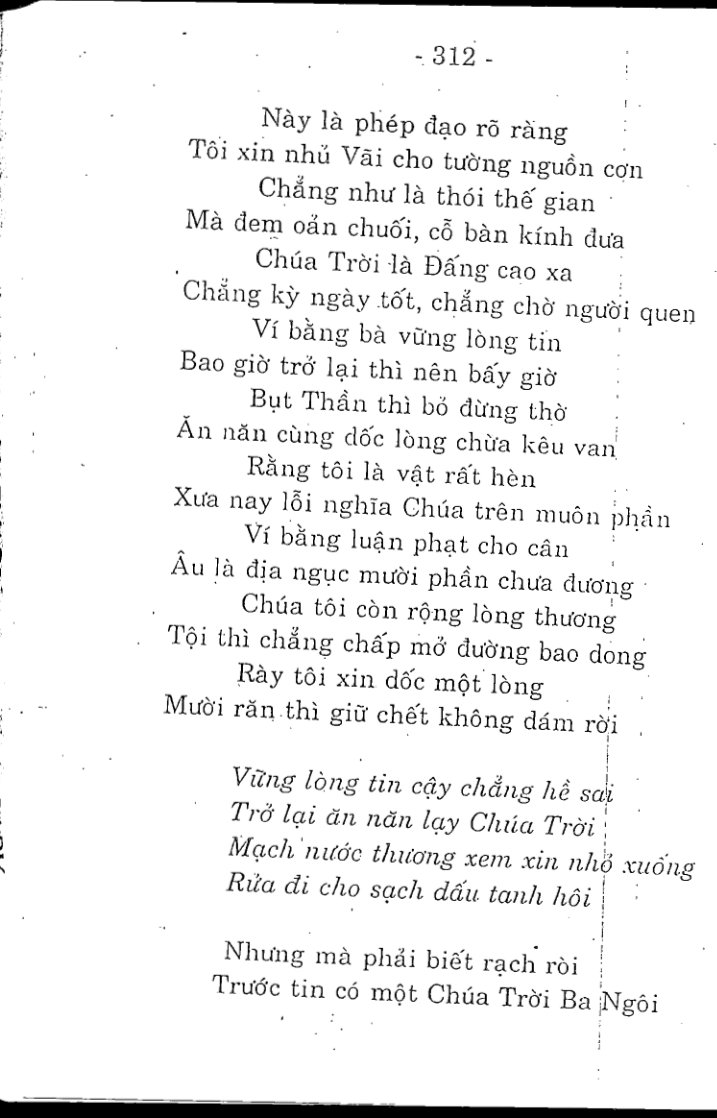 - 312 -
Này là phép đạo rõ ràng
Tôi xin nhủ Vãi cho tường nguồn cơn
Chẳng như là thói thế gian
Mà đem oản chuối, cỗ bàn kính đưa
Chúa Trời là Đấng cao xa
Chẳng kỳ ngày tốt, chẳng chờ người quen
Ví bằng bà vững lòng tin
Bao giờ trở lại thì nên bấy giờ
Bụt Thần thì bỏ đừng thờ
Ăn năn cùng dốc lòng chừa kêu van
Rằng tôi là vật rất hèn
Xưa nay lỗi nghĩa Chúa trên muôn phần
Ví bằng luận phạt cho cân
Âu là địa ngục mười phần chưa đương
Chúa tôi còn rộng lòng thương
Tội thì chẳng chấp mở đường bao dong
Rày tôi xin dốc một lòng
Mười răn thì giữ chết không dám rời
Vững lòng tin cậy chẳng hề sai
Trở lại ăn năn lạy Chúa Trời
Mạch nước thương xem xin nhỏ xuống
Rửa đi cho sạch dấu tanh hôi
Nhưng mà phải biết rạch ròi
Trước tin có một Chúa Trời Ba Ngôi